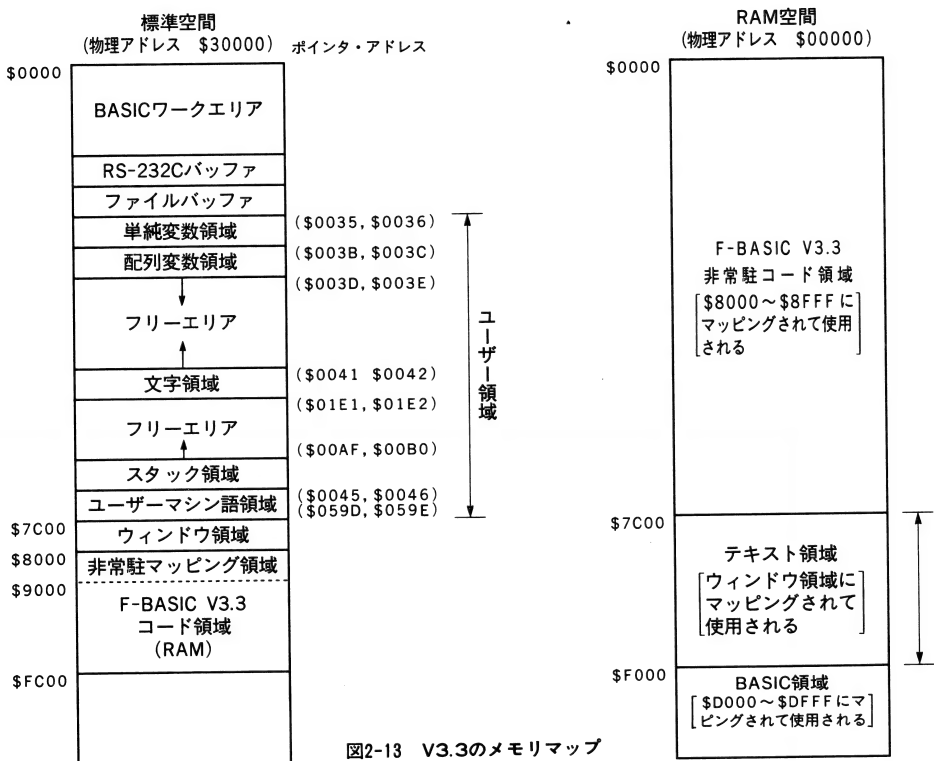 標準空間
(物理アドレス $30000)
ポインタ・アドレス
$0000
BASICワークエリア
RS-232Cバッファ
ファイルバッファ
単純変数領域
($0035,$0036)
配列変数領域
($003B,$003C)
($003D,$003E)
フリーエリア
文字領域
($0041 $0042)
($01E1,$01E2)
フリーエリア
($00AF,$00B0)
スタック領域
ユーザーマシン語領域
($0045,$0046)
($059D,$059E)
$7C00
ウィンドウ領域
$8000
非常駐マッピング領域
$9000
F-BASIC V3.3
コード領域
(RAM)
$FC00
ユーザー領域
RAM空間
(物理アドレス $00000)
$0000
F-BASIC V3.3
非常駐コード領域
[$8000～$8FFFに
マッピングされて使用
される]
$7C00
テキスト領域
[ウィンドウ領域に
マッピングされて
使用される]
$F000
BASIC領域
[$D000～$DFFFにマ
ピングされて使用される]
図2-13 V3.3のメモリマップ